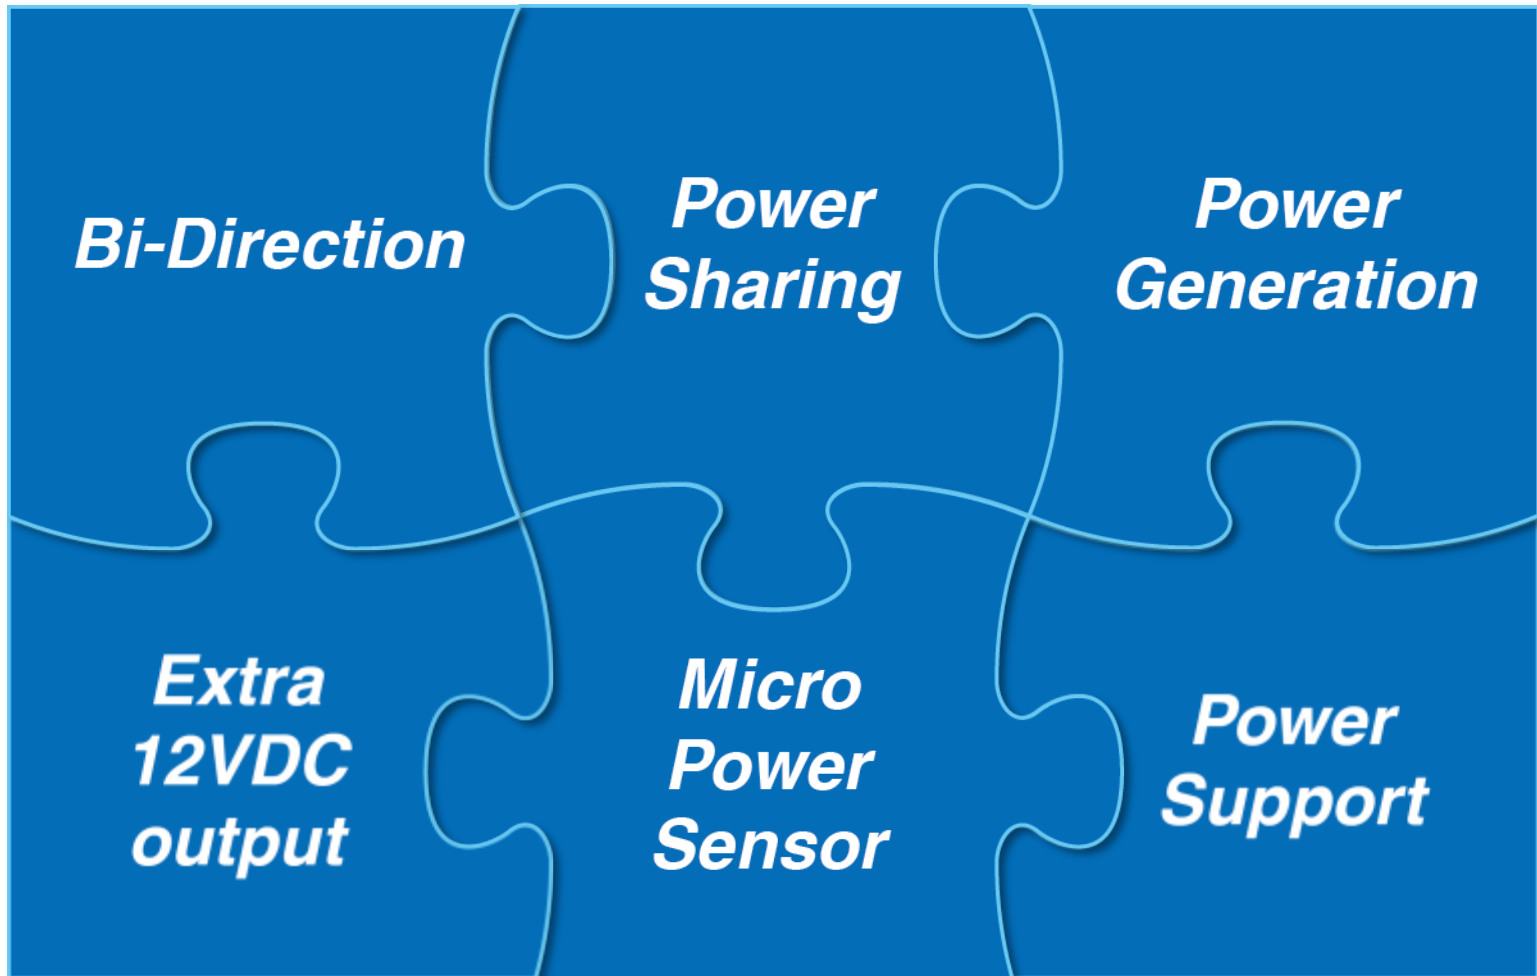 Bi-Direction
Power
Sharing
Power
Generation
Extra
12VDC
output
Micro
Power
Sensor
Power
Support